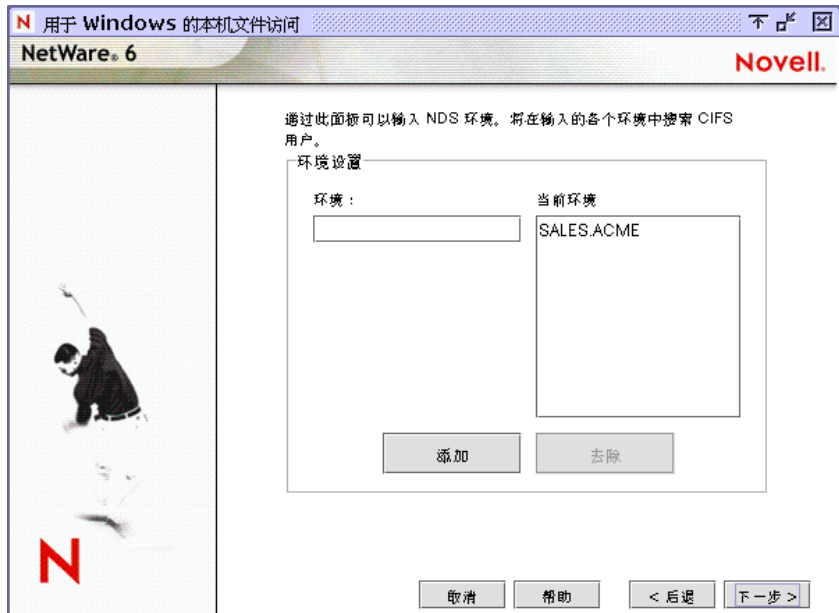 N 用于 Windows 的本机文件访问
NetWare® 6
Novell.
通过此面板可以输入 NDS 环境。将在输入的各个环境中搜索 CIFS
用户。
环境设置
环境：
当前环境
SALES.ACME
添加
去除
N
取消
帮助
< 后退
下一步 >